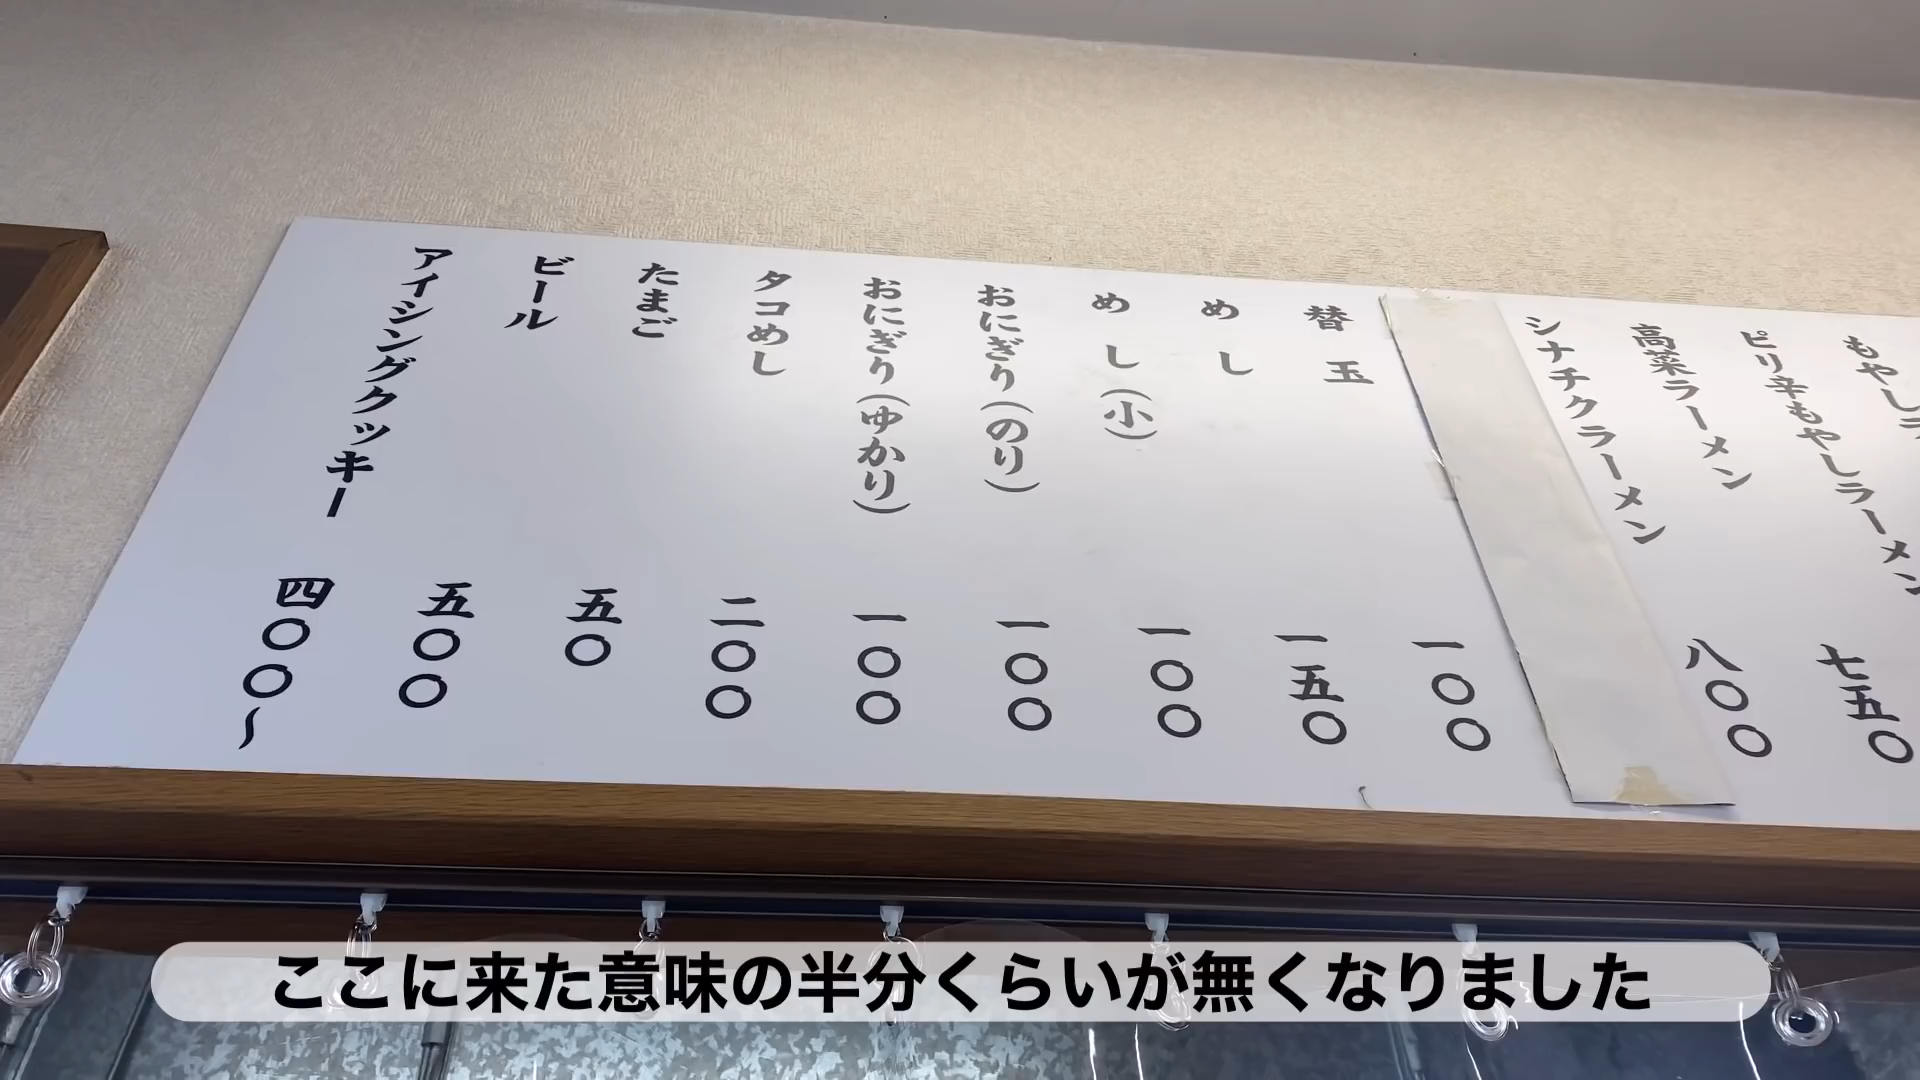 もやしラ
ピリ辛もやしラーメン 七五〇
高菜ラーメン 八〇〇
シナチクラーメン
替玉 一〇〇
めし 一五〇
めし(小) 一〇〇
おにぎり(のり) 一〇〇
おにぎり(ゆかり) 一〇〇
タコめし 二〇〇
たまご 五〇
ビール 五〇〇
アイシングクッキー 四〇〇～
ここに来た意味の半分くらいが無くなりました